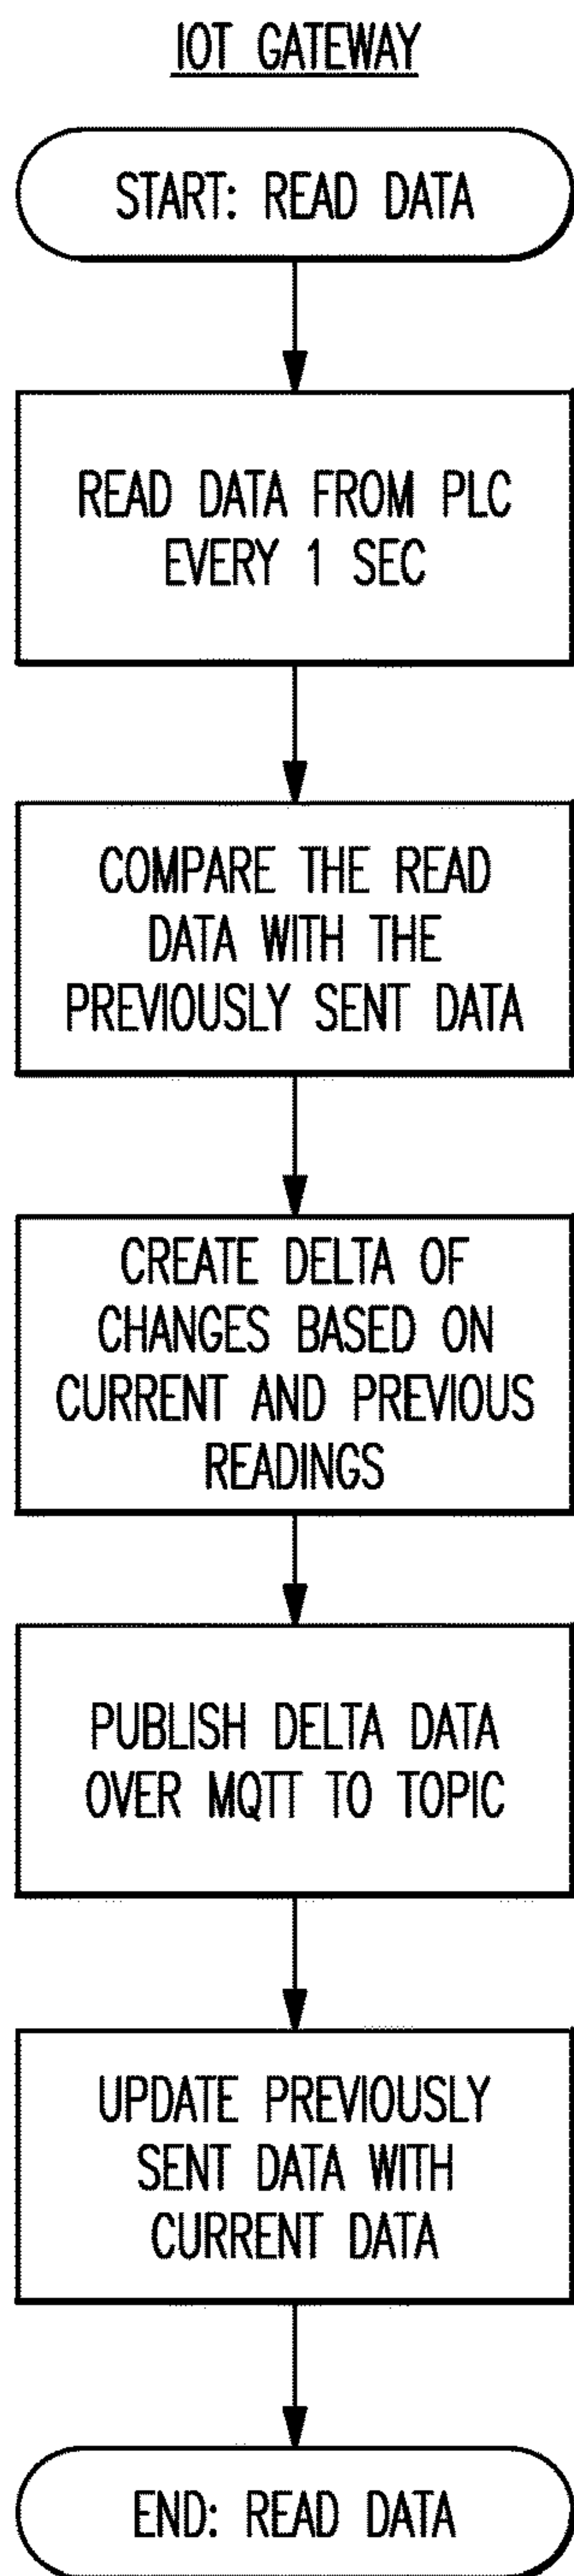 IOT GATEWAY
START: READ DATA
READ DATA FROM PLC
EVERY 1 SEC
COMPARE THE READ
DATA WITH THE
PREVIOUSLY SENT DATA
CREATE DELTA OF
CHANGES BASED ON
CURRENT AND PREVIOUS
READINGS
PUBLISH DELTA DATA
OVER MQTT TO TOPIC
UPDATE PREVIOUSLY
SENT DATA WITH
CURRENT DATA
END: READ DATA